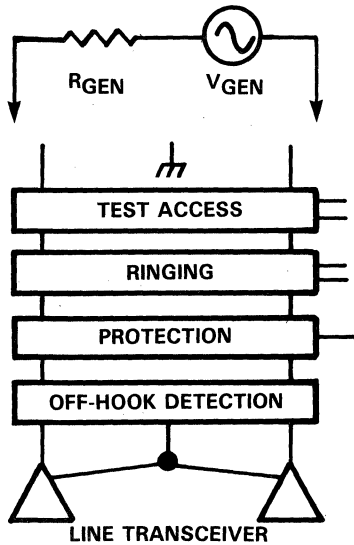 RGEN VGEN
TEST ACCESS
RINGING
PROTECTION
OFF-HOOK DETECTION
LINE TRANSCEIVER